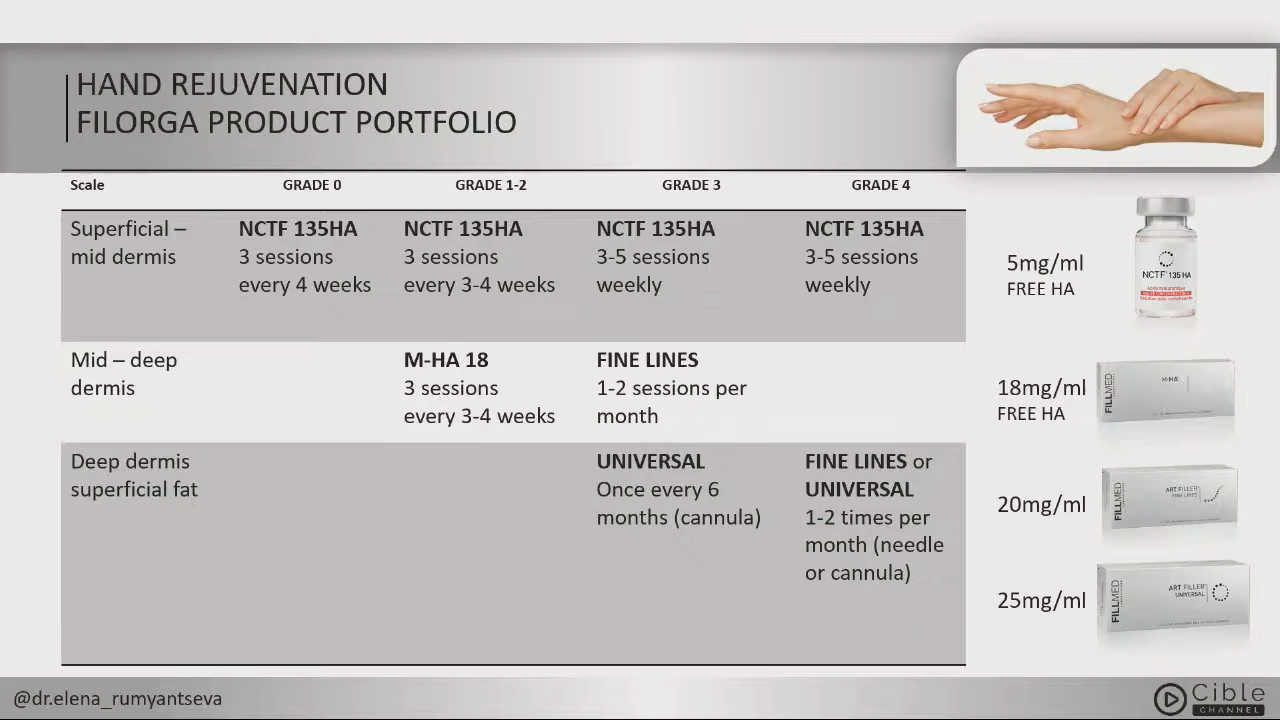 HAND REJUVENATION
FILORGA PRODUCT PORTFOLIO
Scale GRADE 0 GRADE 1-2 GRADE 3 GRADE 4
Superficial – mid dermis
NCTF 135HA
3 sessions
every 4 weeks
NCTF 135HA
3 sessions
every 3-4 weeks
NCTF 135HA
3-5 sessions
weekly
NCTF 135HA
3-5 sessions
weekly
Mid – deep
dermis
M-HA 18
3 sessions
every 3-4 weeks
FINE LINES
1-2 sessions per
month
Deep dermis
superficial fat
UNIVERSAL
Once every 6
months (cannula)
FINE LINES or
UNIVERSAL
1-2 times per
month (needle
or cannula)
5mg/ml
FREE HA
NCTF 135 HA
18mg/ml
FREE HA
FILLMED
M-HA
20mg/ml
FILLMED
ART FILLER
FINE LINES
25mg/ml
FILLMED
ART FILLER
UNIVERSAL
@dr.elena_rumyantseva
Cible
CHANNEL